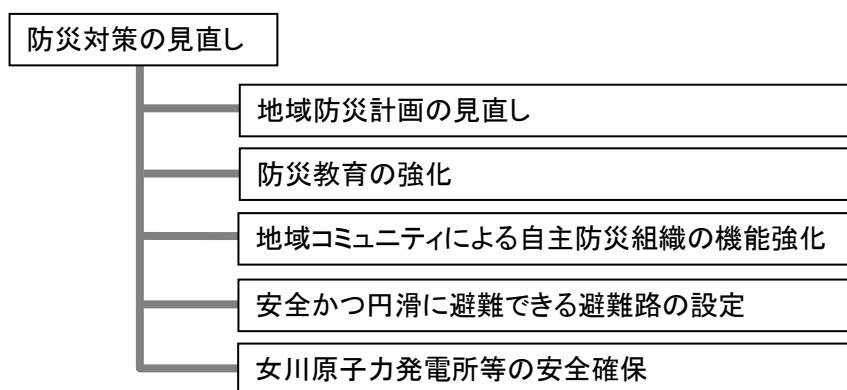 防災対策の見直し
地域防災計画の見直し
防災教育の強化
地域コミュニティによる自主防災組織の機能強化
安全かつ円滑に避難できる避難路の設定
女川原子力発電所等の安全確保